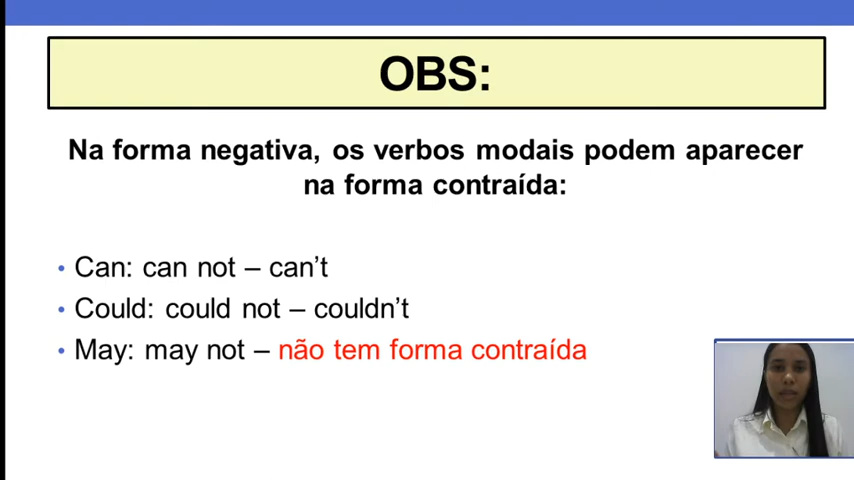 OBS:
Na forma negativa, os verbos modais podem aparecer
na forma contraída:
• Can: can not – can’t
• Could: could not – couldn’t
• May: may not – não tem forma contraída